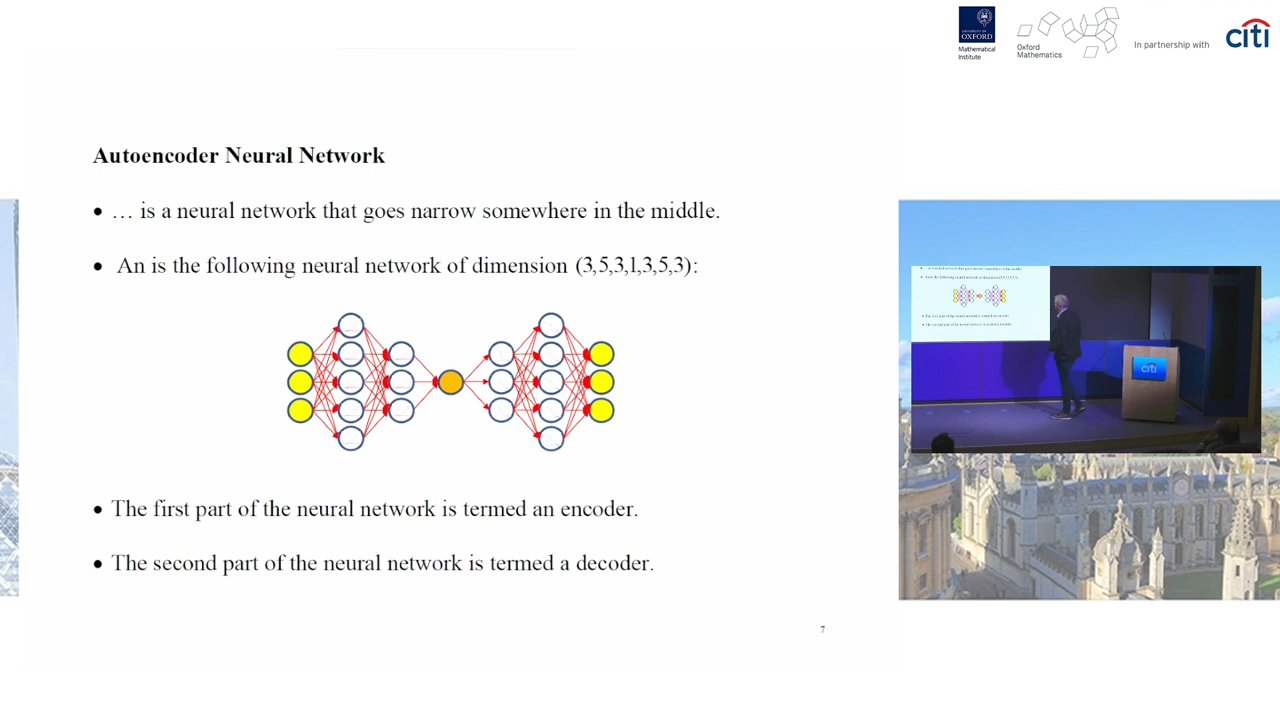 UNIVERSITY OF
OXFORD
Mathematical
Institute
Oxford
Mathematics
In partnership with
citi
Autoencoder Neural Network
• … is a neural network that goes narrow somewhere in the middle.
• An is the following neural network of dimension (3,5,3,1,3,5,3):
• The first part of the neural network is termed an encoder.
• The second part of the neural network is termed a decoder.
7
citi